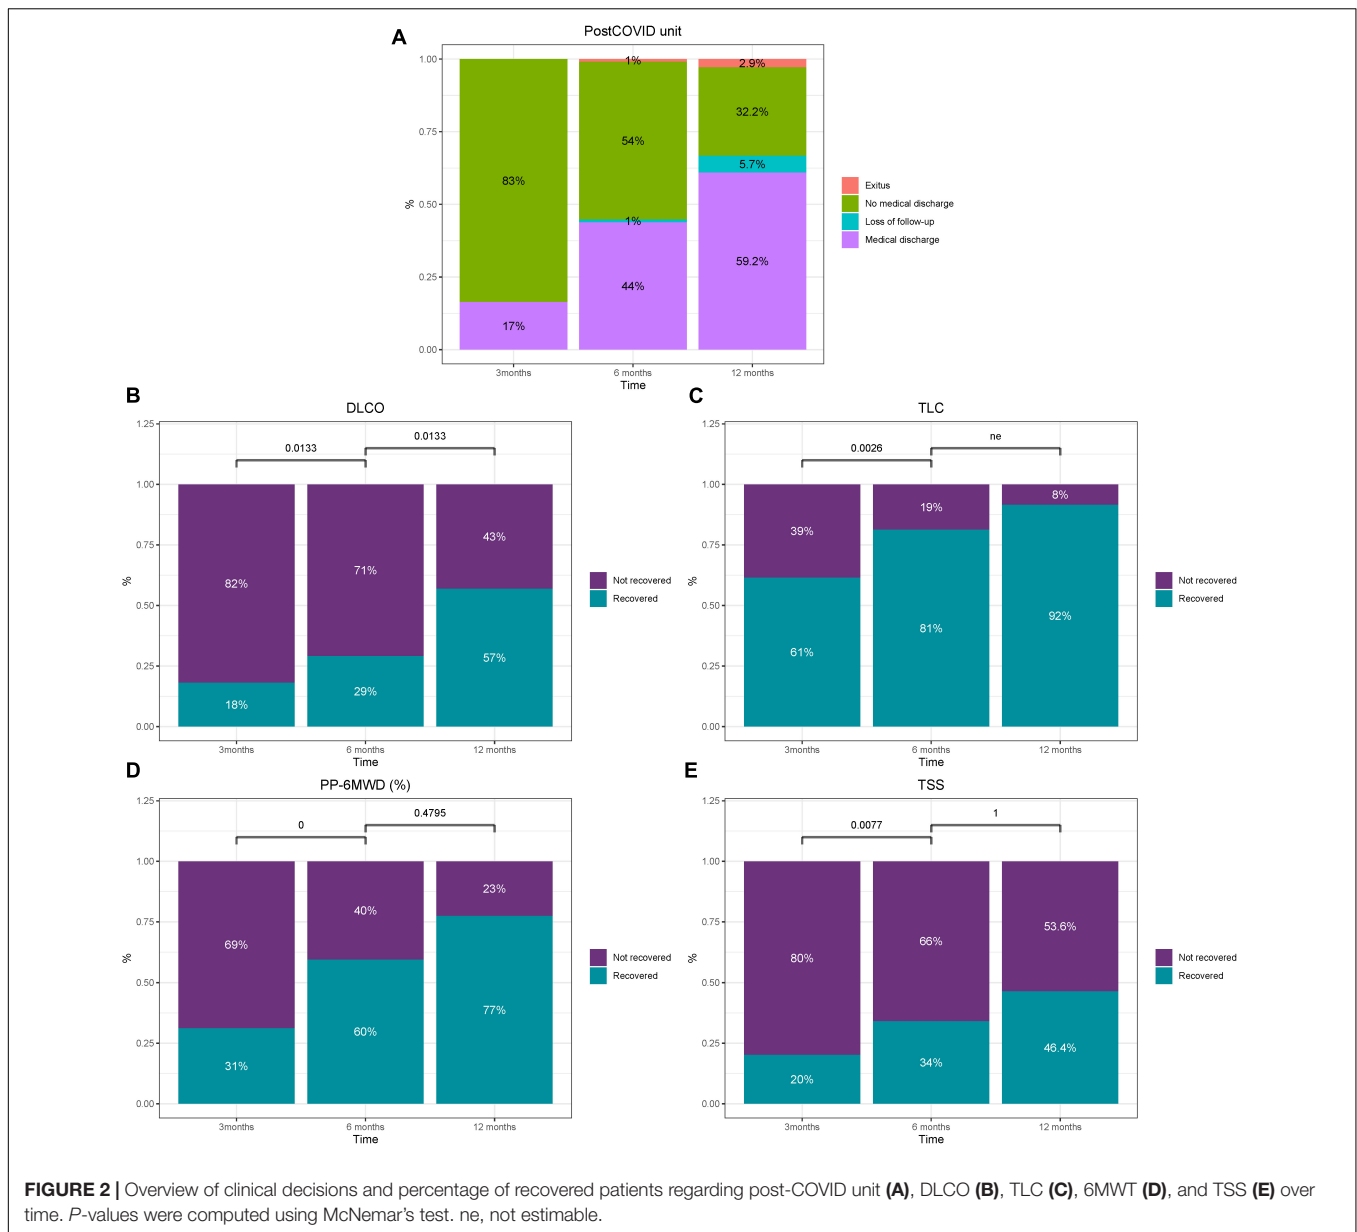 A
PostCOVID unit
1.00
0.75
0.50
0.25
0.00
%
83%
17%
1%
54%
1%
44%
2.9%
32.2%
5.7%
59.2%
3months
6 months
12 months
Time
Exitus
No medical discharge
Loss of follow-up
Medical discharge
B
DLCO
1.25
1.00
0.75
0.50
0.25
0.00
%
0.0133
0.0133
82%
18%
71%
29%
43%
57%
3months
6 months
12 months
Time
Not recovered
Recovered
C
TLC
1.25
1.00
0.75
0.50
0.25
0.00
%
0.0026
ne
39%
61%
19%
81%
8%
92%
3months
6 months
12 months
Time
Not recovered
Recovered
D
PP-6MWD (%)
1.25
1.00
0.75
0.50
0.25
0.00
%
0
0.4795
69%
31%
40%
60%
23%
77%
3months
6 months
12 months
Time
Not recovered
Recovered
E
TSS
1.25
1.00
0.75
0.50
0.25
0.00
%
0.0077
1
80%
20%
66%
34%
53.6%
46.4%
3months
6 months
12 months
Time
Not recovered
Recovered
FIGURE 2 | Overview of clinical decisions and percentage of recovered patients regarding post-COVID unit (A), DLCO (B), TLC (C), 6MWT (D), and TSS (E) over
time. P-values were computed using McNemar's test. ne, not estimable.